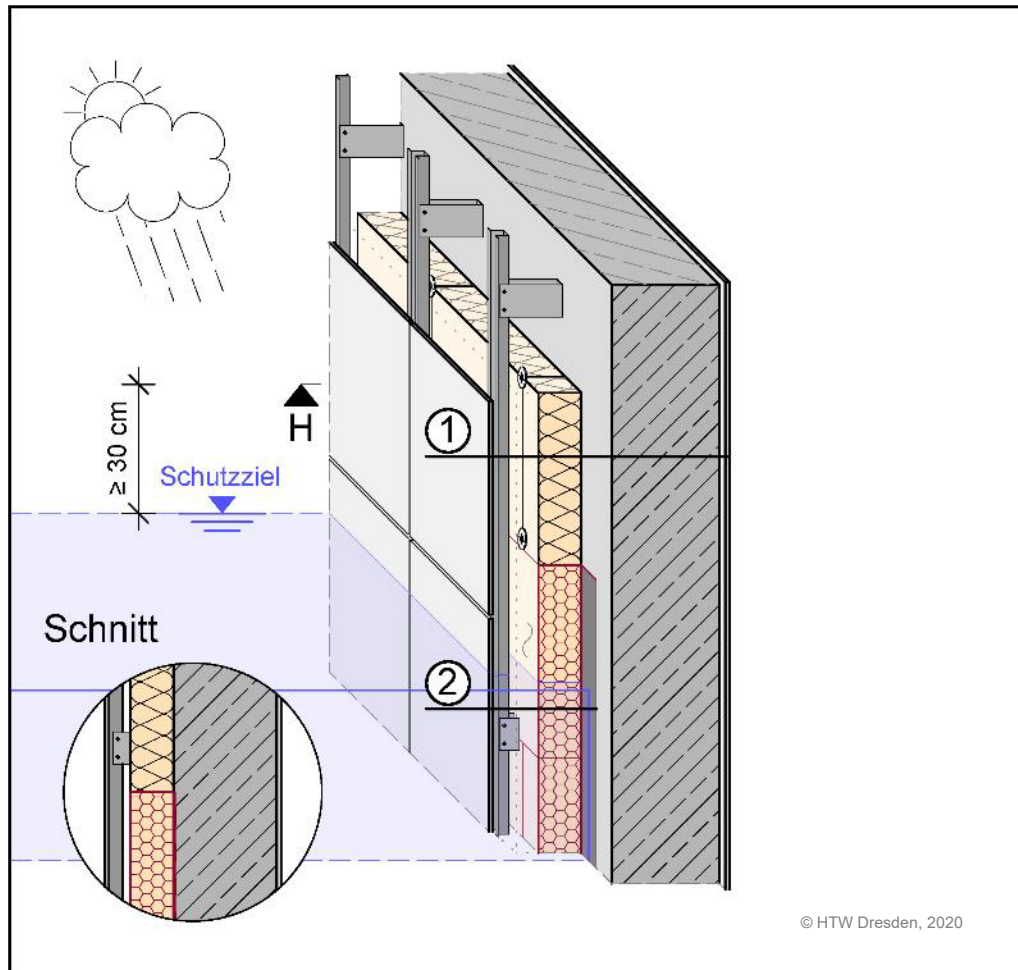 ≥ 30 cm
H
Schutzziel
①
Schnitt
②
© HTW Dresden, 2020